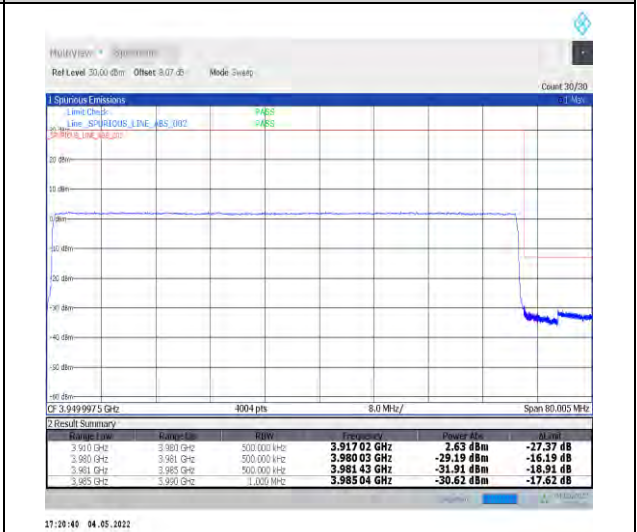 MultiView Spectrum
Ref Level 30.00 dBm Offset 9.07 dB Mode Sweep
Count 30/30
1 Spurious Emissions 1 Max
Limit Check PASS
Line _SPURIOUS_LINE_ABS_002 PASS
_SPURIOUS_LINE_ABS_002
20 dBm
10 dBm
0 dBm
-10 dBm
-20 dBm
-30 dBm
-40 dBm
-50 dBm
-60 dBm
CF 3.9499975 GHz 4004 pts 8.0 MHz/ Span 80.005 MHz
2 Result Summary
Range Low Range Up RBW Frequency Power Abs ΔLimit
3.910 GHz 3.980 GHz 500.000 kHz 3.917 02 GHz 2.63 dBm -27.37 dB
3.980 GHz 3.981 GHz 500.000 kHz 3.980 03 GHz -29.19 dBm -16.19 dB
3.981 GHz 3.985 GHz 500.000 kHz 3.981 43 GHz -31.91 dBm -18.91 dB
3.985 GHz 3.990 GHz 1.000 MHz 3.985 04 GHz -30.62 dBm -17.62 dB
17:20:40 04.05.2022